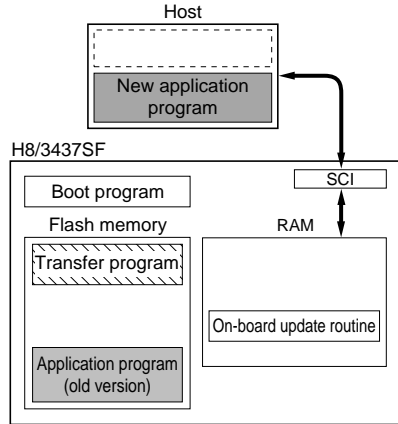 Host
New application
program
H8/3437SF
SCI
Boot program
Flash memory
RAM
Transfer program
On-board update routine
Application program
(old version)